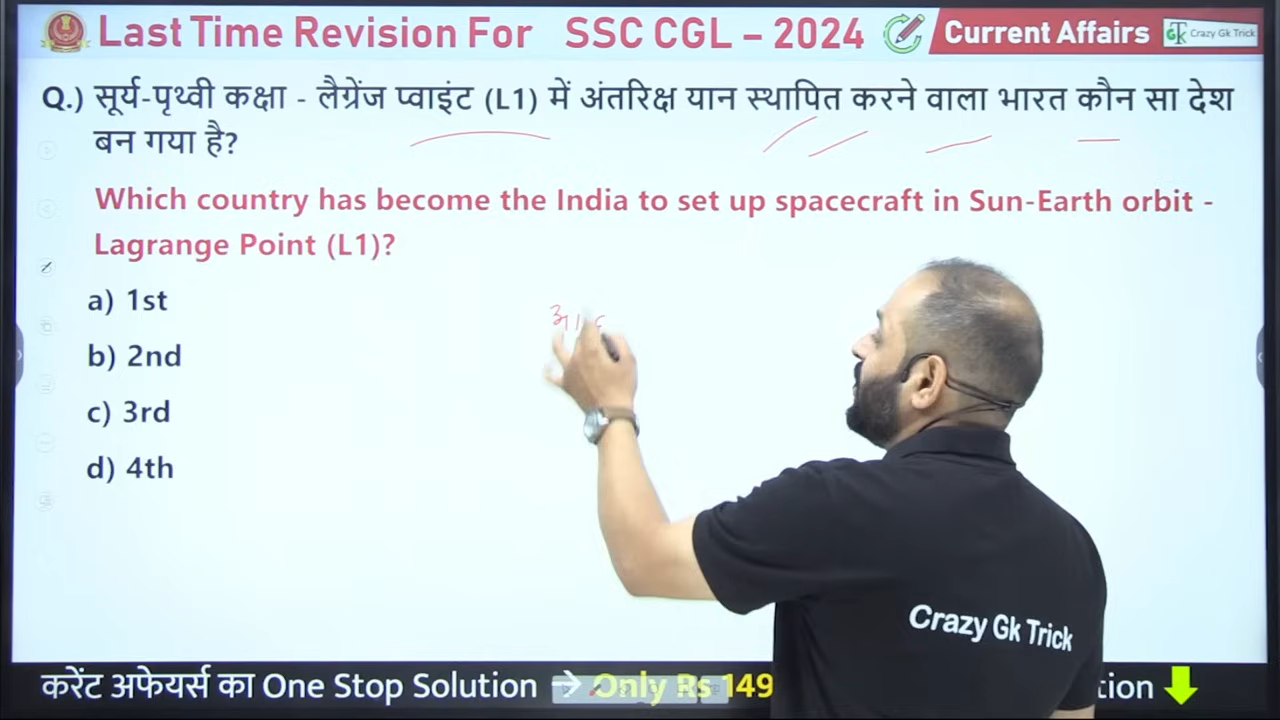 Last Time Revision For SSC CGL – 2024
Current Affairs
Crazy Gk Trick
Q.) सूर्य-पृथ्वी कक्षा - लैग्रेंज प्वाइंट (L1) में अंतरिक्ष यान स्थापित करने वाला भारत कौन सा देश
बन गया है?
Which country has become the India to set up spacecraft in Sun-Earth orbit -
Lagrange Point (L1)?
a) 1st
b) 2nd
c) 3rd
d) 4th
Crazy Gk Trick
करेंट अफेयर्स का One Stop Solution → Only Rs 149